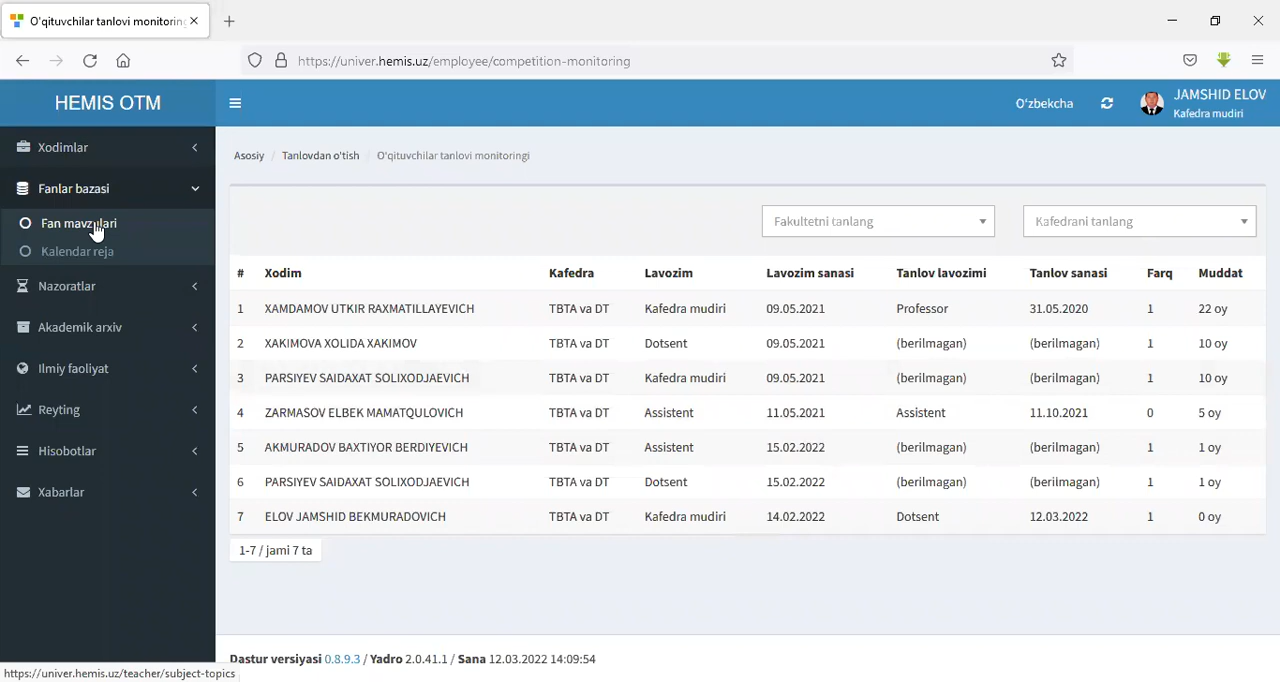 O'qituvchilar tanlovi monitoring
https://univer.hemis.uz/employee/competition-monitoring
HEMIS OTM
O'zbekcha
JAMSHID ELOV
Kafedra mudiri
Xodimlar
Fanlar bazasi
Fan mavzulari
Kalendar reja
Nazoratlar
Akademik arxiv
Ilmiy faoliyat
Reyting
Hisobotlar
Xabarlar
Asosiy / Tanlovdan o'tish / O'qituvchilar tanlovi monitoringi
Fakultetni tanlang
Kafedrani tanlang
# Xodim Kafedra Lavozim Lavozim sanasi Tanlov lavozimi Tanlov sanasi Farq Muddat
1 XAMDAMOV UTKIR RAXMATILLAYEVICH TBTA va DT Kafedra mudiri 09.05.2021 Professor 31.05.2020 1 22 oy
2 XAKIMOVA XOLIDA XAKIMOV TBTA va DT Dotsent 09.05.2021 (berilmagan) (berilmagan) 1 10 oy
3 PARSIYEV SAIDAXAT SOLIXODJAEVICH TBTA va DT Kafedra mudiri 09.05.2021 (berilmagan) (berilmagan) 1 10 oy
4 ZARMASOV ELBEK MAMATQULOVICH TBTA va DT Assistent 11.05.2021 Assistent 11.10.2021 0 5 oy
5 AKMURADOV BAXTIYOR BERDIYEVICH TBTA va DT Assistent 15.02.2022 (berilmagan) (berilmagan) 1 1 oy
6 PARSIYEV SAIDAXAT SOLIXODJAEVICH TBTA va DT Dotsent 15.02.2022 (berilmagan) (berilmagan) 1 1 oy
7 ELOV JAMSHID BEKMURADOVICH TBTA va DT Kafedra mudiri 14.02.2022 Dotsent 12.03.2022 1 0 oy
1-7 / jami 7 ta
Dastur versiyasi 0.8.9.3 / Yadro 2.0.41.1 / Sana 12.03.2022 14:09:54
https://univer.hemis.uz/teacher/subject-topics